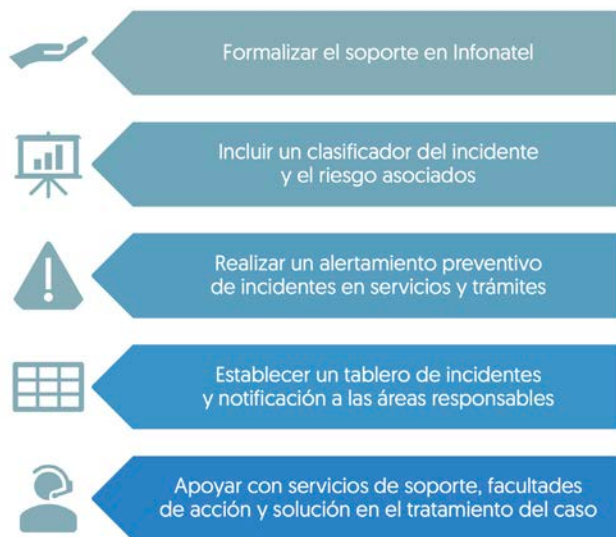 Formalizar el soporte en Infonatel
Incluir un clasificador del incidente
y el riesgo asociados
Realizar un alertamiento preventivo
de incidentes en servicios y trámites
Establecer un tablero de incidentes
y notificación a las áreas responsables
Apoyar con servicios de soporte, facultades
de acción y solución en el tratamiento del caso